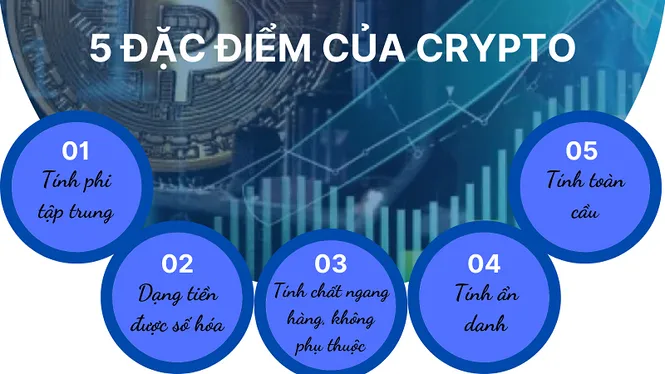 5 ĐẶC ĐIỂM CỦA CRYPTO
01
Tính phi
tập trung
02
Dạng tiền
được số hóa
03
Tính chất ngang
hàng, không
phụ thuộc
04
Tính ẩn
danh
05
Tính toàn
cầu